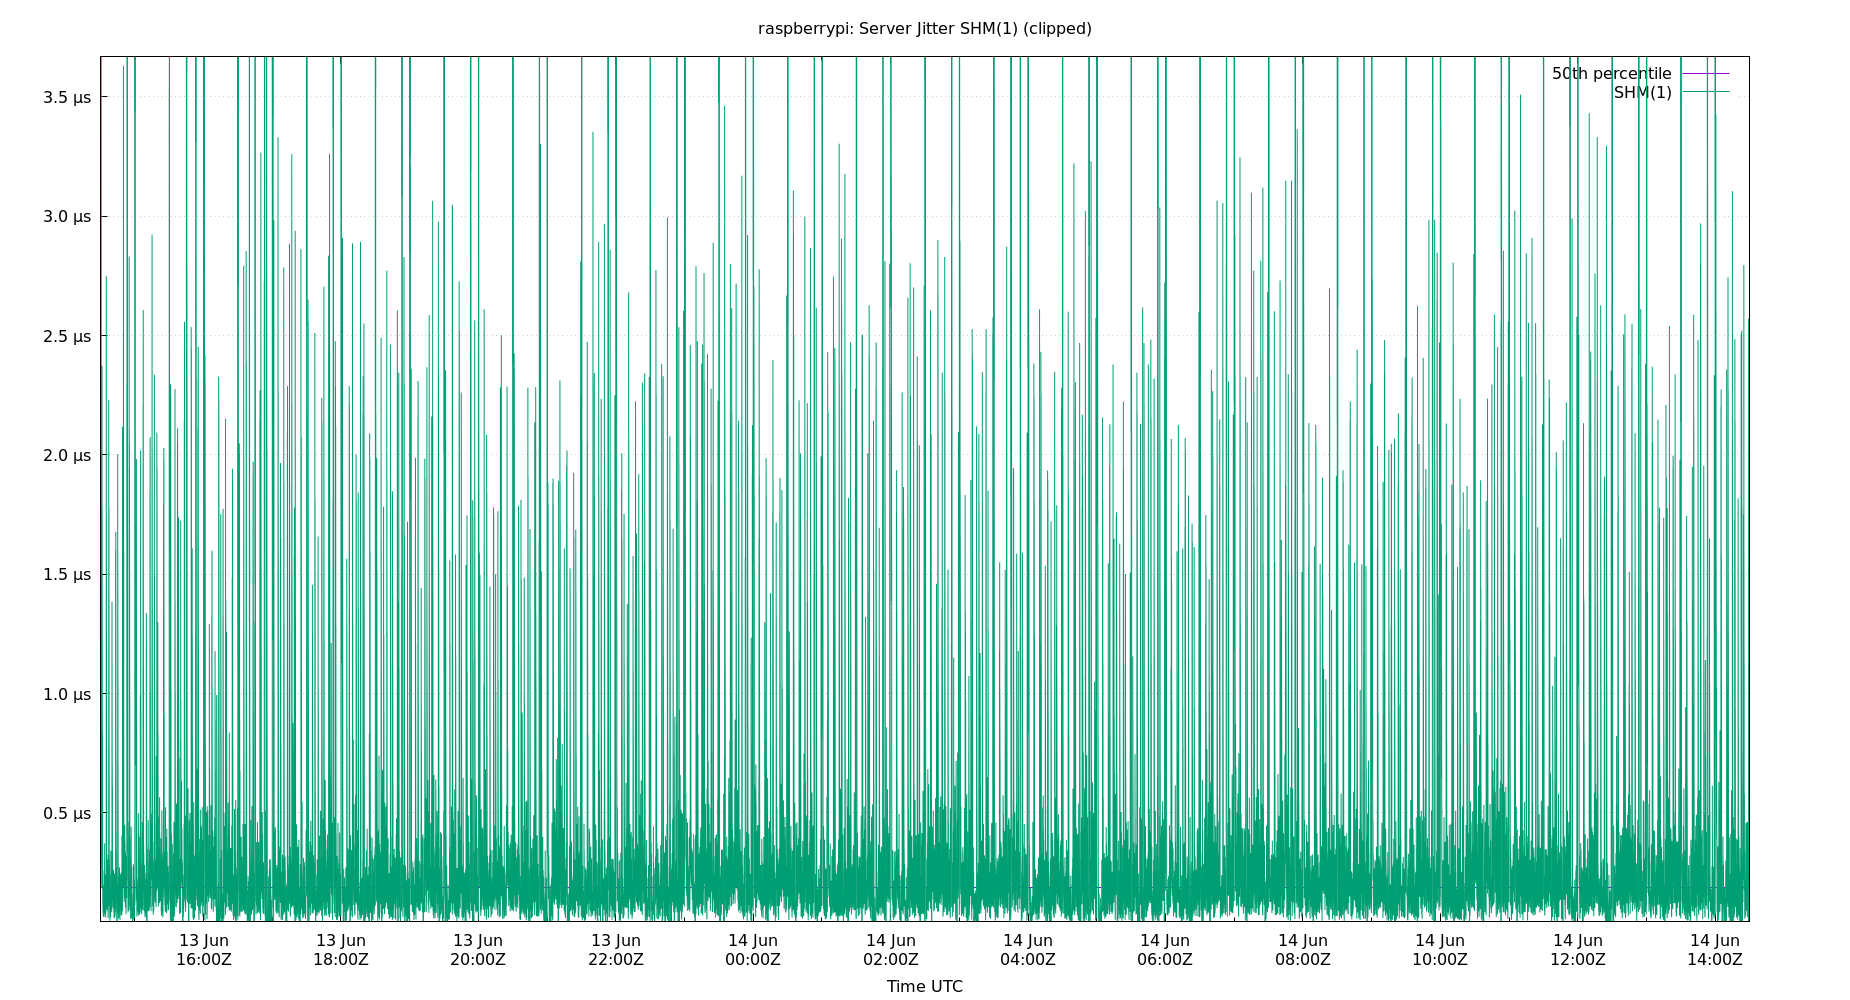 raspberrypi: Server Jitter SHM(1) (clipped)
50th percentile
SHM(1)
3.5 µs
3.0 µs
2.5 µs
2.0 µs
1.5 µs
1.0 µs
0.5 µs
13 Jun 13 Jun 13 Jun 13 Jun 14 Jun 14 Jun 14 Jun 14 Jun 14 Jun 14 Jun 14 Jun 14 Jun
16:00Z 18:00Z 20:00Z 22:00Z 00:00Z 02:00Z 04:00Z 06:00Z 08:00Z 10:00Z 12:00Z 14:00Z
Time UTC